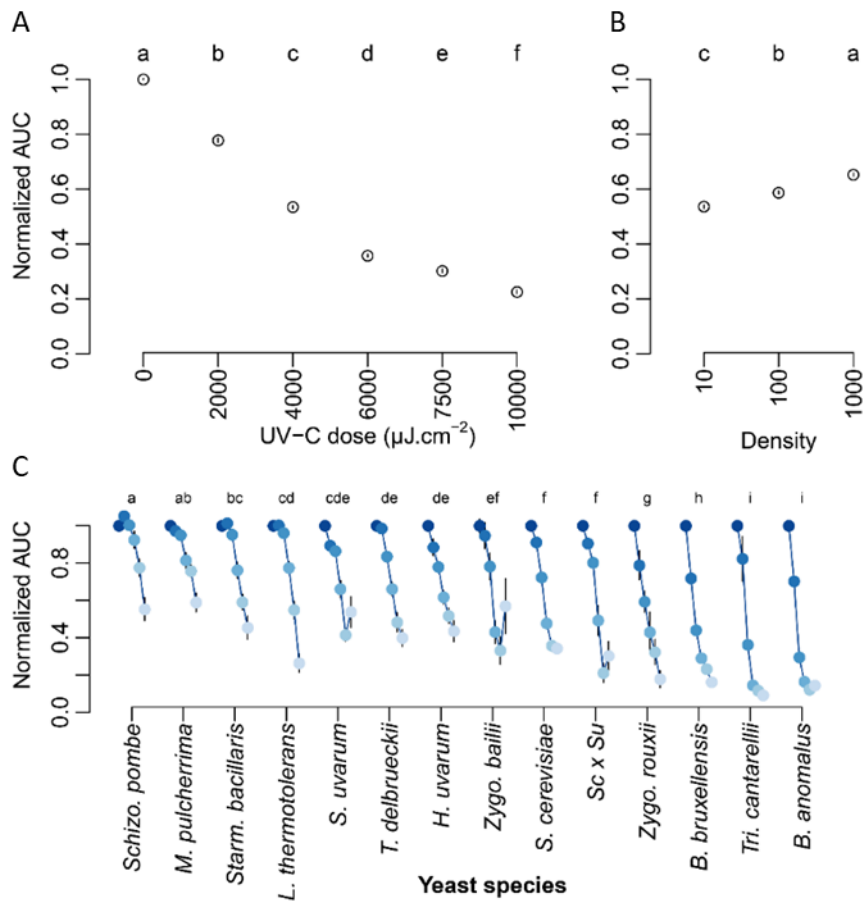 A
a b c d e f
Normalized AUC
1.0
0.8
0.6
0.4
0.2
0.0
0 2000 4000 6000 7500 10000
UV−C dose (µJ.cm⁻²)
B
c b a
1.0
0.8
0.6
0.4
0.2
0.0
10 100 1000
Density
C
a ab bc cd cde de de ef f f g h i i
Normalized AUC
0.8
0.4
0.0
Schizo. pombe
M. pulcherrima
Starm. bacillaris
L. thermotolerans
S. uvarum
T. delbrueckii
H. uvarum
Zygo. bailii
S. cerevisiae
Sc x Su
Zygo. rouxii
B. bruxellensis
Tri. cantarellii
B. anomalus
Yeast species